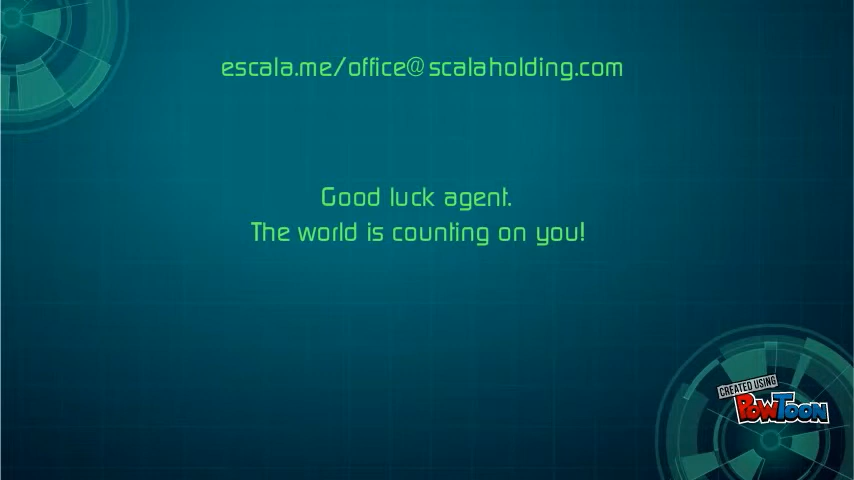 escala.me/office@scalaholding.com
Good luck agent.
The world is counting on you!
CREATED USING
POWTOON